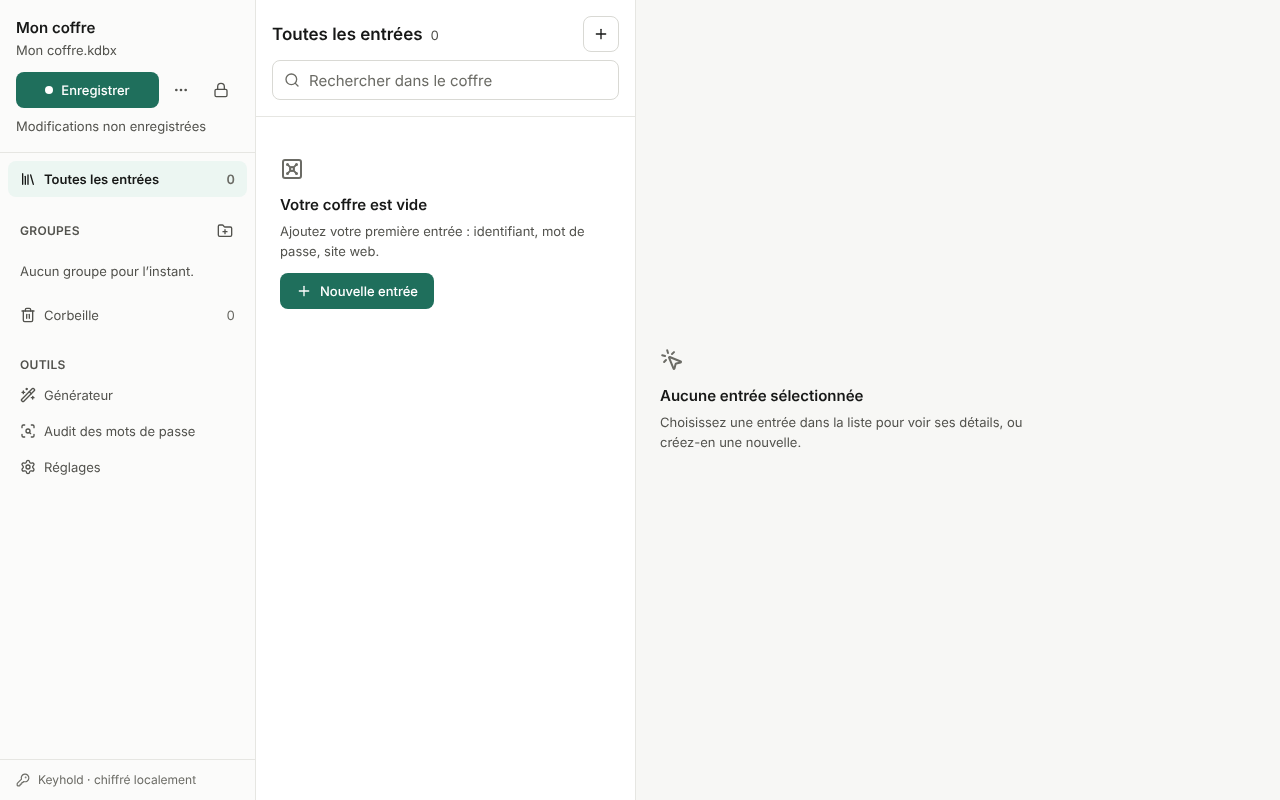 Mon coffre
Mon coffre.kdbx
Enregistrer
Modifications non enregistrées
Toutes les entrées 0
GROUPES
Aucun groupe pour l’instant.
Corbeille 0
OUTILS
Générateur
Audit des mots de passe
Réglages
Keyhold · chiffré localement
Toutes les entrées 0
Rechercher dans le coffre
Votre coffre est vide
Ajoutez votre première entrée : identifiant, mot de
passe, site web.
Nouvelle entrée
Aucune entrée sélectionnée
Choisissez une entrée dans la liste pour voir ses détails, ou
créez-en une nouvelle.